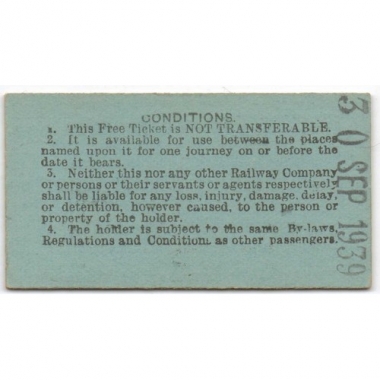 CONDITIONS.
1. This Free Ticket is NOT TRANSFERABLE.
2. It is available for use between the places
named upon it for one journey on or before the
date it bears.
3. Neither this nor any other Railway Company
or persons or their servants or agents respectively
shall be liable for any loss, injury, damage, delay,
or detention, however caused, to the person or
property of the holder.
4. The holder is subject to the same By-laws,
Regulations and Conditions as other passengers.
30 SEP 1939